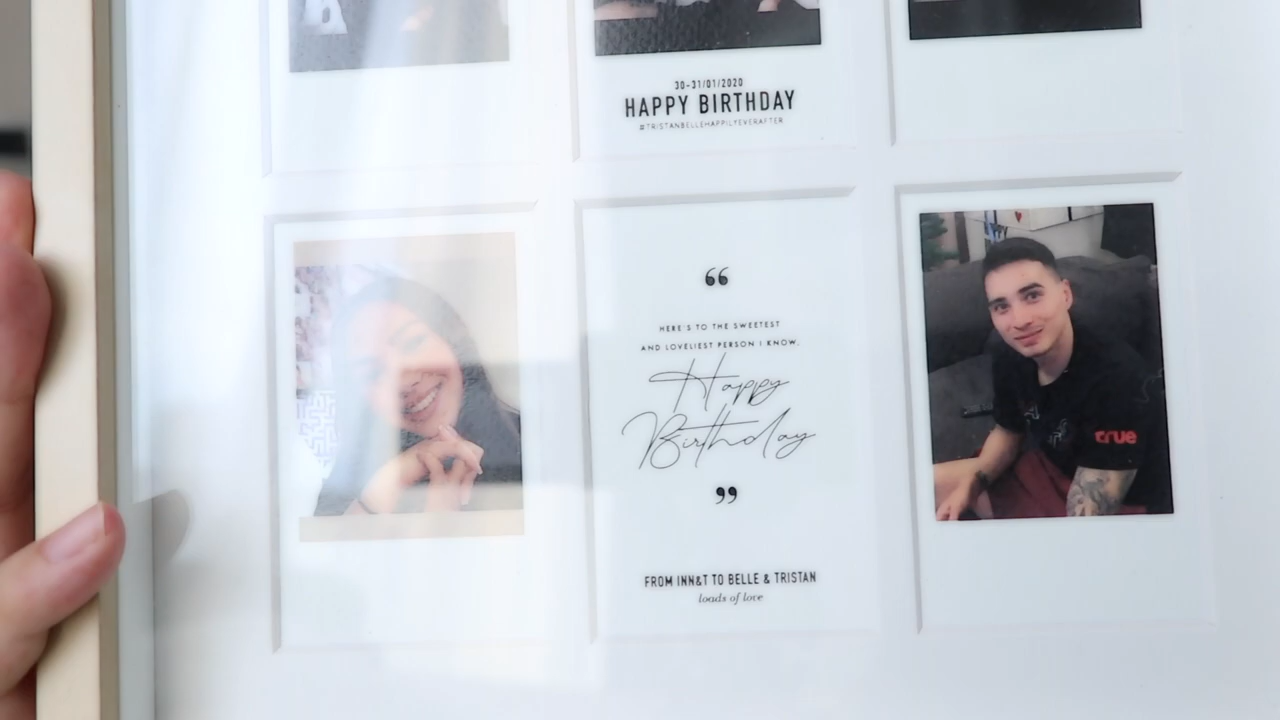 30-31/01/2020
HAPPY BIRTHDAY
#TRISTANBELLEHAPPILYEVERAFTER
❝
HERE'S TO THE SWEETEST
AND LOVELIEST PERSON I KNOW.
Happy
Birthday
❞
FROM INN&T TO BELLE & TRISTAN
loads of love
true